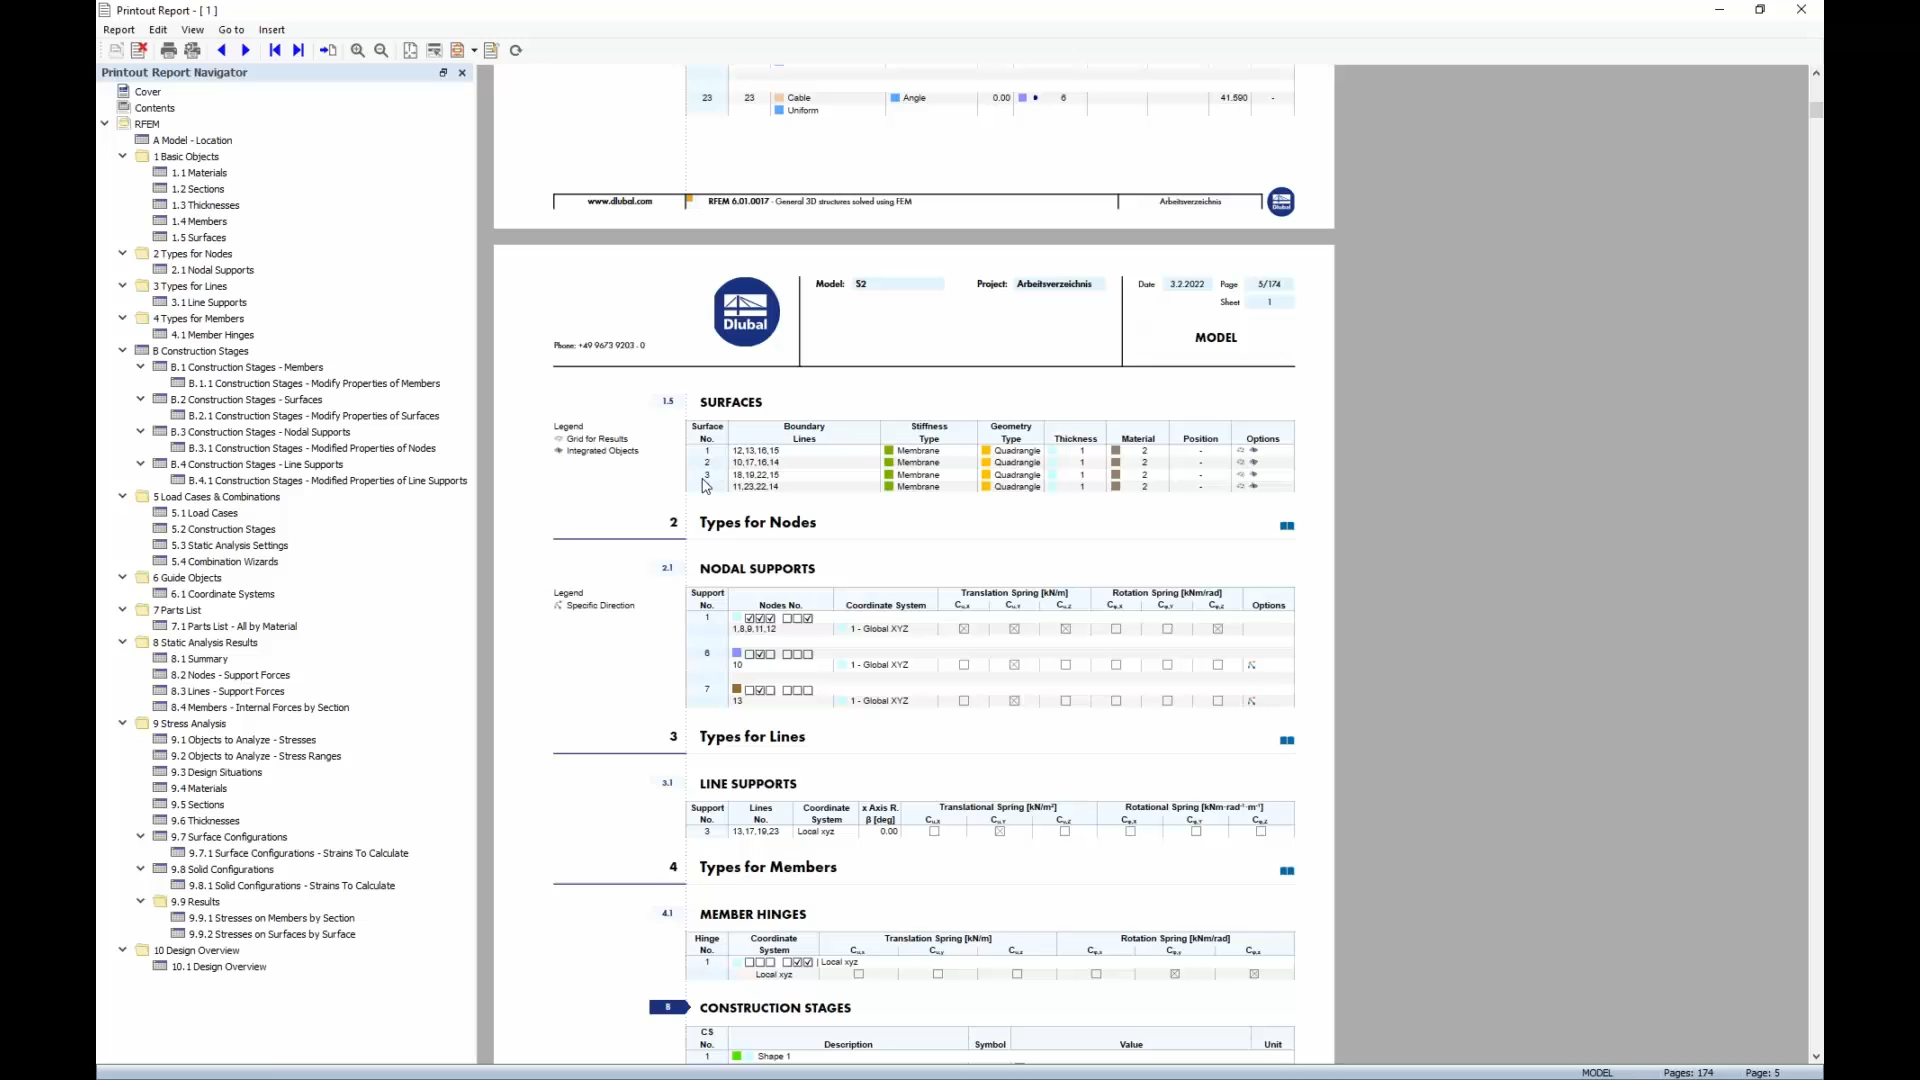 Printout Report - [ 1 ]
Report Edit View Go to Insert
Printout Report Navigator
Cover
Contents
RFEM
A Model - Location
1 Basic Objects
1.1 Materials
1.2 Sections
1.3 Thicknesses
1.4 Members
1.5 Surfaces
2 Types for Nodes
2.1 Nodal Supports
3 Types for Lines
3.1 Line Supports
4 Types for Members
4.1 Member Hinges
B Construction Stages
B.1 Construction Stages - Members
B.1.1 Construction Stages - Modify Properties of Members
B.2 Construction Stages - Surfaces
B.2.1 Construction Stages - Modify Properties of Surfaces
B.3 Construction Stages - Nodal Supports
B.3.1 Construction Stages - Modified Properties of Nodes
B.4 Construction Stages - Line Supports
B.4.1 Construction Stages - Modified Properties of Line Supports
5 Load Cases & Combinations
5.1 Load Cases
5.2 Construction Stages
5.3 Static Analysis Settings
5.4 Combination Wizards
6 Guide Objects
6.1 Coordinate Systems
7 Parts List
7.1 Parts List - All by Material
8 Static Analysis Results
8.1 Summary
8.2 Nodes - Support Forces
8.3 Lines - Support Forces
8.4 Members - Internal Forces by Section
9 Stress Analysis
9.1 Objects to Analyze - Stresses
9.2 Objects to Analyze - Stress Ranges
9.3 Design Situations
9.4 Materials
9.5 Sections
9.6 Thicknesses
9.7 Surface Configurations
9.7.1 Surface Configurations - Strains To Calculate
9.8 Solid Configurations
9.8.1 Solid Configurations - Strains To Calculate
9.9 Results
9.9.1 Stresses on Members by Section
9.9.2 Stresses on Surfaces by Surface
10 Design Overview
10.1 Design Overview
23 23 Cable Angle 0.00 6 41.590 -
Uniform
www.dlubal.com RFEM 6.01.0017 - General 3D structures solved using FEM Arbeitsverzeichnis Dlubal
Dlubal
Model: S2 Project: Arbeitsverzeichnis Date 3.2.2022 Page 5/174
Sheet 1
MODEL
Phone: +49 9673 9203 - 0
1.5 SURFACES
Legend
Grid for Results
Integrated Objects
Surface Boundary Stiffness Geometry
No. Lines Type Type Thickness Material Position Options
1 12,13,16,15 Membrane Quadrangle 1 2 -
2 10,17,16,14 Membrane Quadrangle 1 2 -
3 18,19,22,15 Membrane Quadrangle 1 2 -
11,23,22,14 Membrane Quadrangle 1 2 -
2 Types for Nodes
2.1 NODAL SUPPORTS
Legend
Specific Direction
Support Translation Spring [kN/m] Rotation Spring [kNm/rad]
No. Nodes No. Coordinate System Cu,X Cu,Y Cu,Z Cφ,X Cφ,Y Cφ,Z Options
1
1,8,9,11,12 1 - Global XYZ
6
10 1 - Global XYZ
7
13 1 - Global XYZ
3 Types for Lines
3.1 LINE SUPPORTS
Support Lines Coordinate x Axis R. Translational Spring [kN/m²] Rotational Spring [kNm·rad⁻¹·m⁻¹]
No. No. System β [deg] Cu,X Cu,Y Cu,Z Cφ,X Cφ,Y Cφ,Z
3 13,17,19,23 Local xyz 0.00
4 Types for Members
4.1 MEMBER HINGES
Hinge Coordinate Translation Spring [kN/m] Rotation Spring [kNm/rad]
No. System Cu,x Cu,y Cu,z Cφ,x Cφ,y Cφ,z
1 | Local xyz
Local xyz
B CONSTRUCTION STAGES
CS
No. Description Symbol Value Unit
1 Shape 1
MODEL Pages: 174 Page: 5